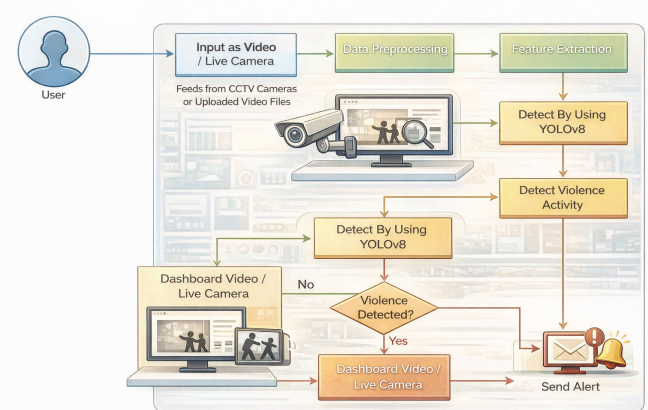 Input as Video
/ Live Camera
Data Preprocessing
Feature Extraction
User
Feeds from CCTV Cameras
or Uploaded Video Files
Detect By Using
YOLOv8
Detect Violence
Activity
Detect By Using
YOLOv8
Dashboard Video /
Live Camera
No
Violence
Detected?
Yes
Dashboard Video /
Live Camera
Send Alert